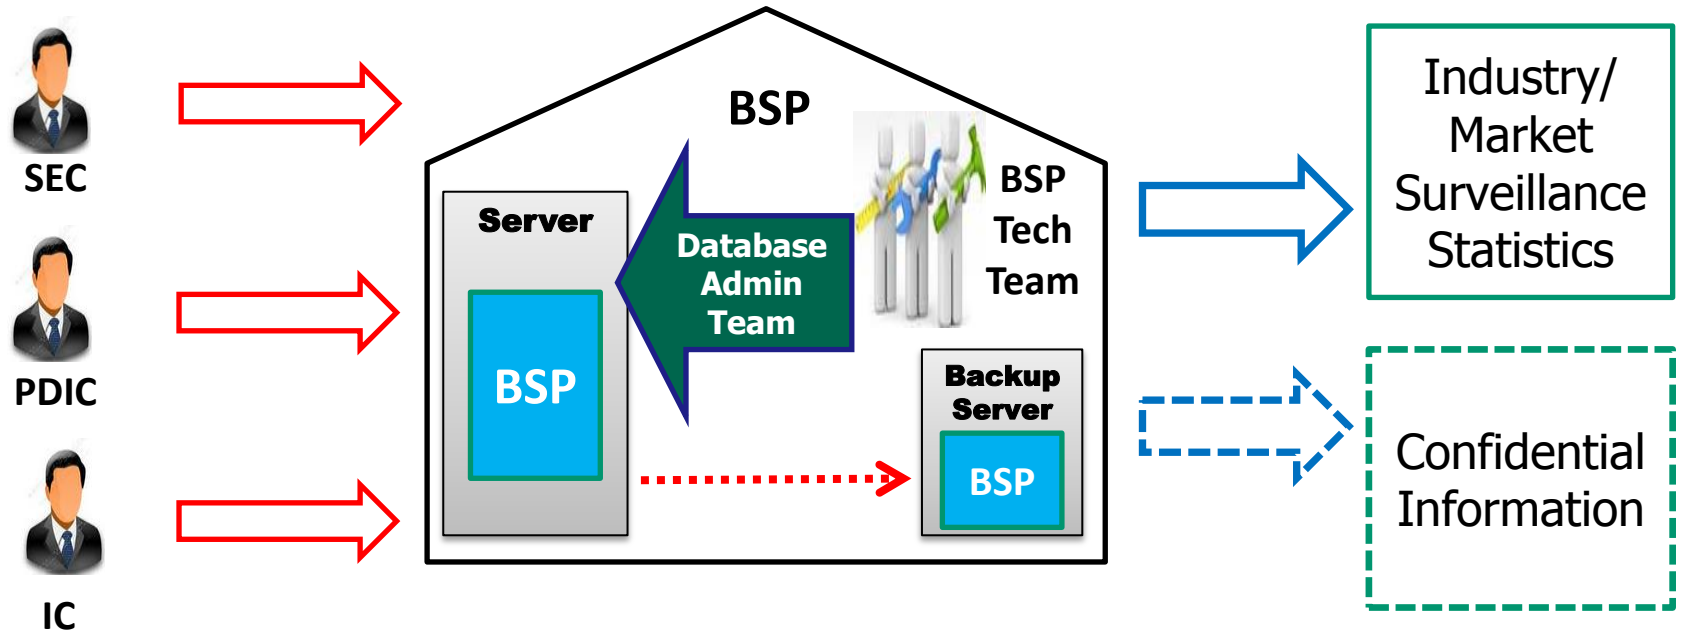 SEC
PDIC
IC
BSP
Server
BSP
Database
Admin
Team
BSP
Tech
Team
Backup
Server
BSP
Industry/
Market
Surveillance
Statistics
Confidential
Information